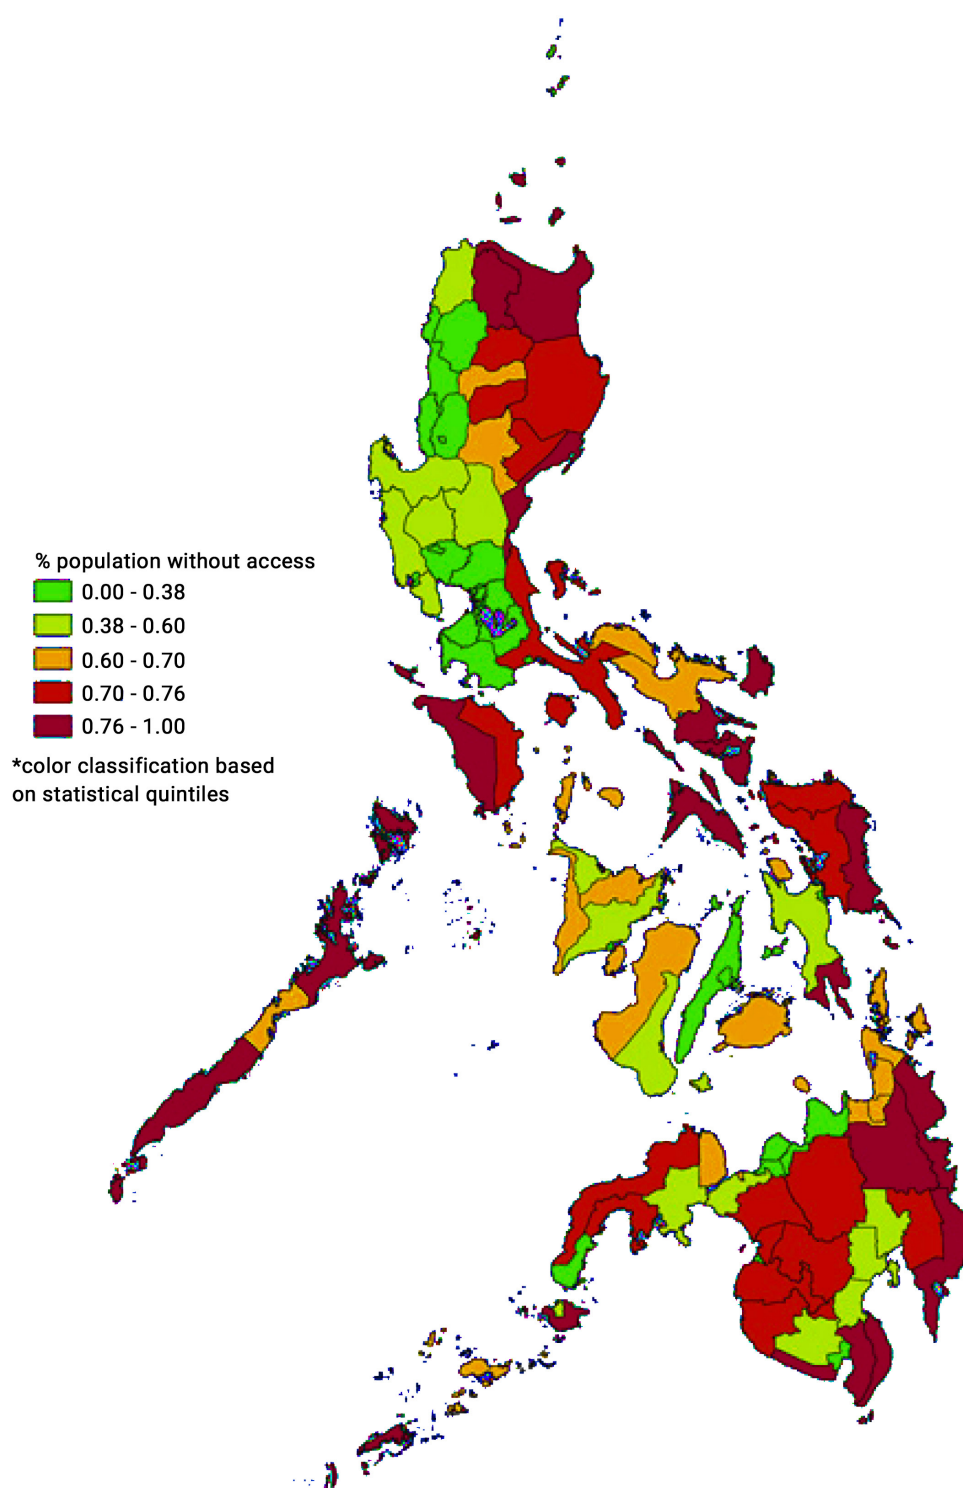 % population without access
0.00 - 0.38
0.38 - 0.60
0.60 - 0.70
0.70 - 0.76
0.76 - 1.00
*color classification based
on statistical quintiles